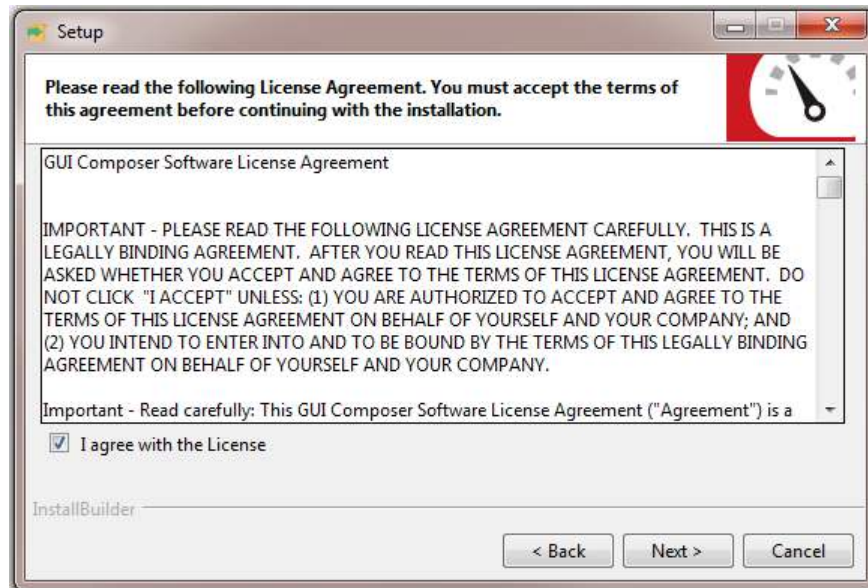 Setup
Please read the following License Agreement. You must accept the terms of
this agreement before continuing with the installation.
GUI Composer Software License Agreement
IMPORTANT - PLEASE READ THE FOLLOWING LICENSE AGREEMENT CAREFULLY.  THIS IS A
LEGALLY BINDING AGREEMENT.  AFTER YOU READ THIS LICENSE AGREEMENT, YOU WILL BE
ASKED WHETHER YOU ACCEPT AND AGREE TO THE TERMS OF THIS LICENSE AGREEMENT.  DO
NOT CLICK  "I ACCEPT" UNLESS: (1) YOU ARE AUTHORIZED TO ACCEPT AND AGREE TO THE
TERMS OF THIS LICENSE AGREEMENT ON BEHALF OF YOURSELF AND YOUR COMPANY; AND
(2) YOU INTEND TO ENTER INTO AND TO BE BOUND BY THE TERMS OF THIS LEGALLY BINDING
AGREEMENT ON BEHALF OF YOURSELF AND YOUR COMPANY.
Important - Read carefully: This GUI Composer Software License Agreement ("Agreement") is a
I agree with the License
InstallBuilder
< Back Next > Cancel